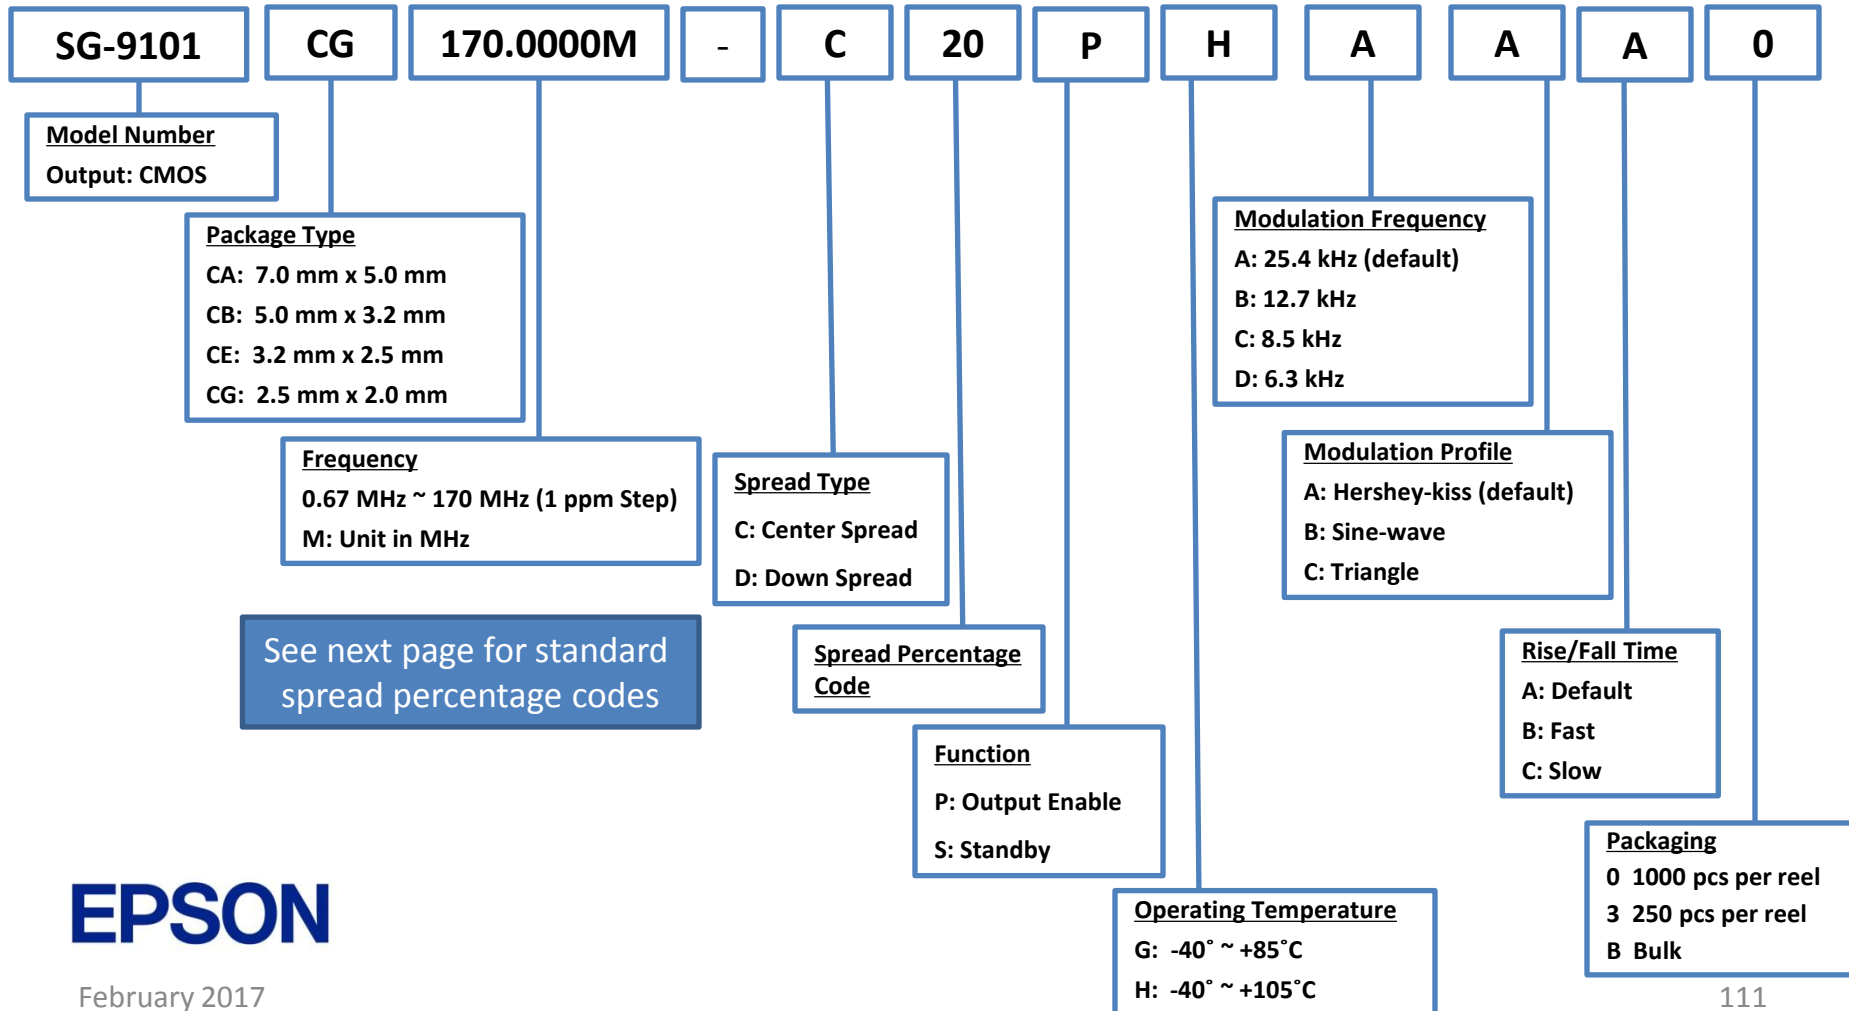 SG-9101 CG 170.0000M - C 20 P H A A A 0
Model Number
Output: CMOS
Package Type
CA: 7.0 mm x 5.0 mm
CB: 5.0 mm x 3.2 mm
CE: 3.2 mm x 2.5 mm
CG: 2.5 mm x 2.0 mm
Modulation Frequency
A: 25.4 kHz (default)
B: 12.7 kHz
C: 8.5 kHz
D: 6.3 kHz
Frequency
0.67 MHz ~ 170 MHz (1 ppm Step)
M: Unit in MHz
Spread Type
C: Center Spread
D: Down Spread
Modulation Profile
A: Hershey-kiss (default)
B: Sine-wave
C: Triangle
See next page for standard
spread percentage codes
Spread Percentage
Code
Rise/Fall Time
A: Default
B: Fast
C: Slow
Function
P: Output Enable
S: Standby
Packaging
0 1000 pcs per reel
3 250 pcs per reel
B Bulk
Operating Temperature
G: -40˚ ~ +85˚C
H: -40˚ ~ +105˚C
EPSON
February 2017
111